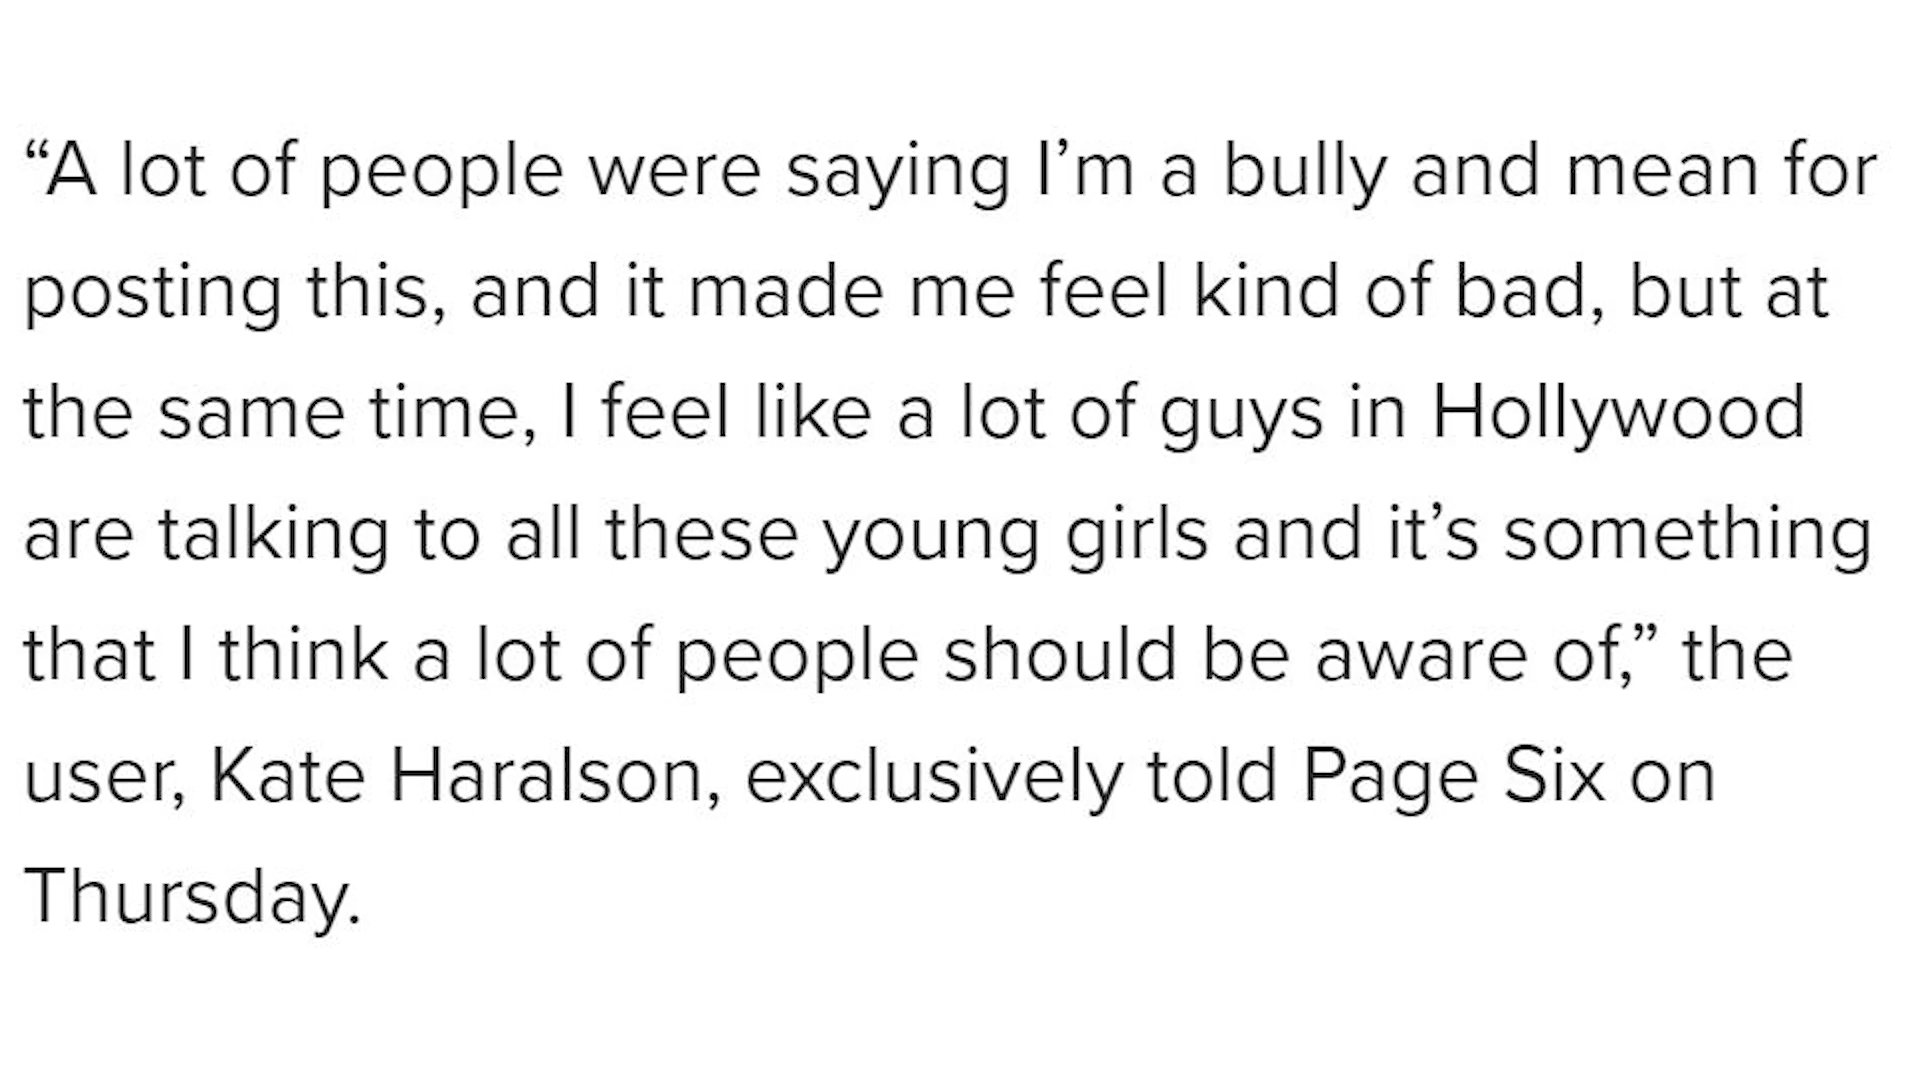 “A lot of people were saying I’m a bully and mean for
posting this, and it made me feel kind of bad, but at
the same time, I feel like a lot of guys in Hollywood
are talking to all these young girls and it’s something
that I think a lot of people should be aware of,” the
user, Kate Haralson, exclusively told Page Six on
Thursday.